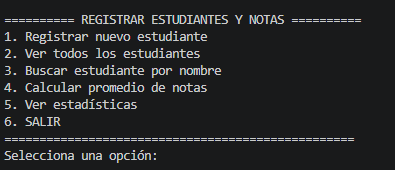 ========== REGISTRAR ESTUDIANTES Y NOTAS ==========
1. Registrar nuevo estudiante
2. Ver todos los estudiantes
3. Buscar estudiante por nombre
4. Calcular promedio de notas
5. Ver estadísticas
6. SALIR
==================================================
Selecciona una opción: